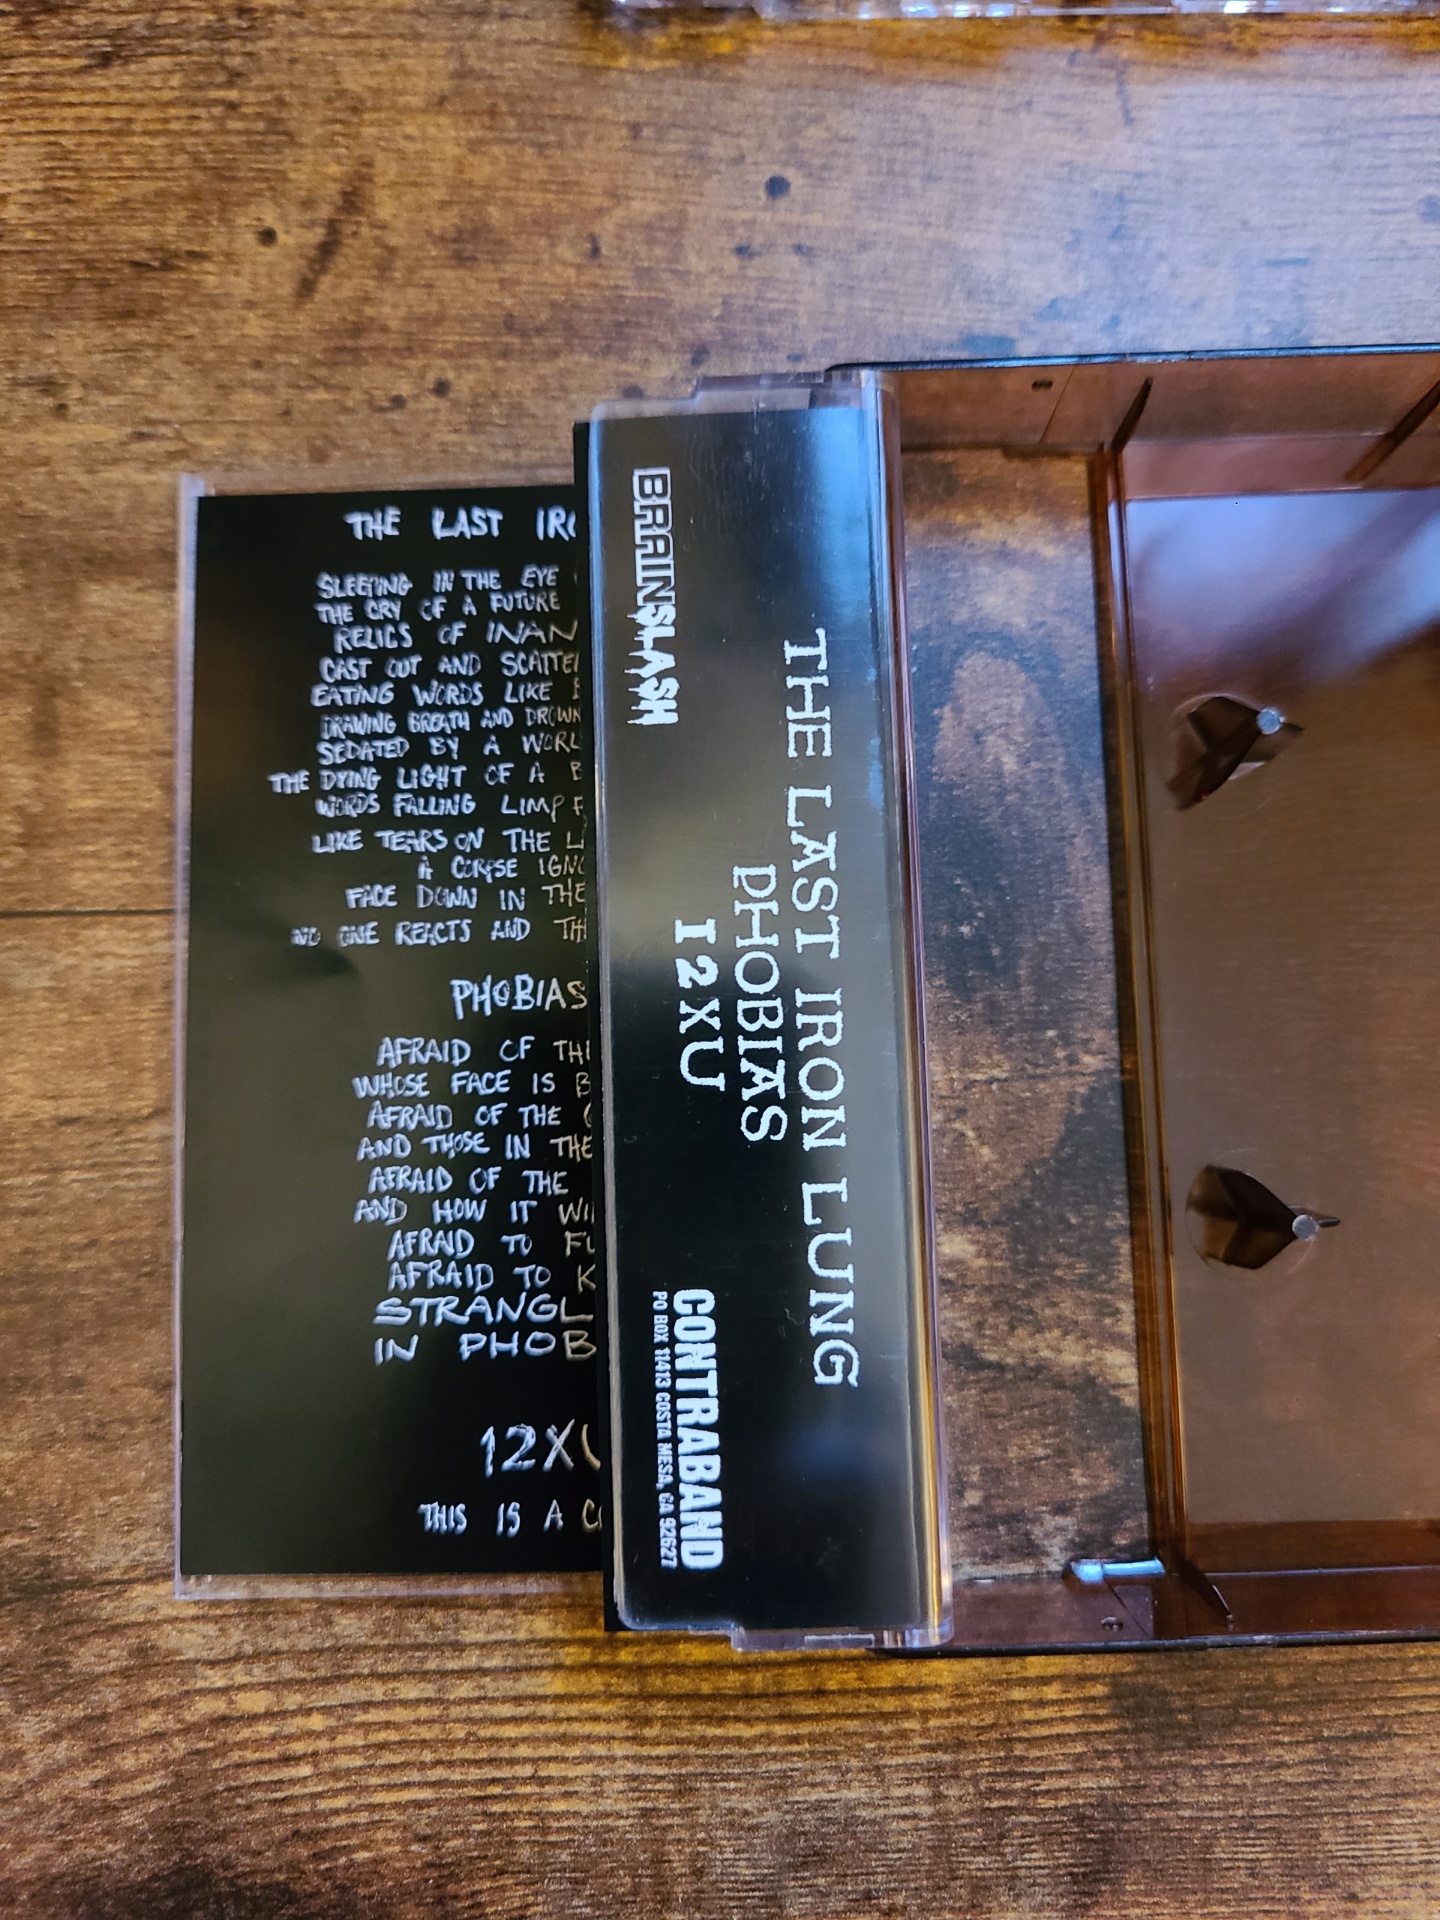 THE LAST IRO
SLEEPING IN THE EYE
THE CRY OF A FUTURE
RELICS OF INAN
CAST OUT AND SCATTE
EATING WORDS LIKE
DRAWING BREATH AND DROWN
SEDATED BY A WORL
THE DYING LIGHT OF A B
WORDS FALLING LIMP F
LIKE TEARS ON THE L
A CORPSE IGNO
FACE DOWN IN THE
NO ONE REACTS AND TH
PHOBIAS
AFRAID OF THE
WHOSE FACE IS B
AFRAID OF THE
AND THOSE IN THE
AFRAID OF THE
AND HOW IT WI
AFRAID TO FU
AFRAID TO K
STRANGL
IN PHOB
12XU
THIS IS A CO
BRAINSLASH
THE LAST IRON LUNG
PHOBIAS
12XU
CONTRABAND
PO BOX 11413 COSTA MESA, CA 92627